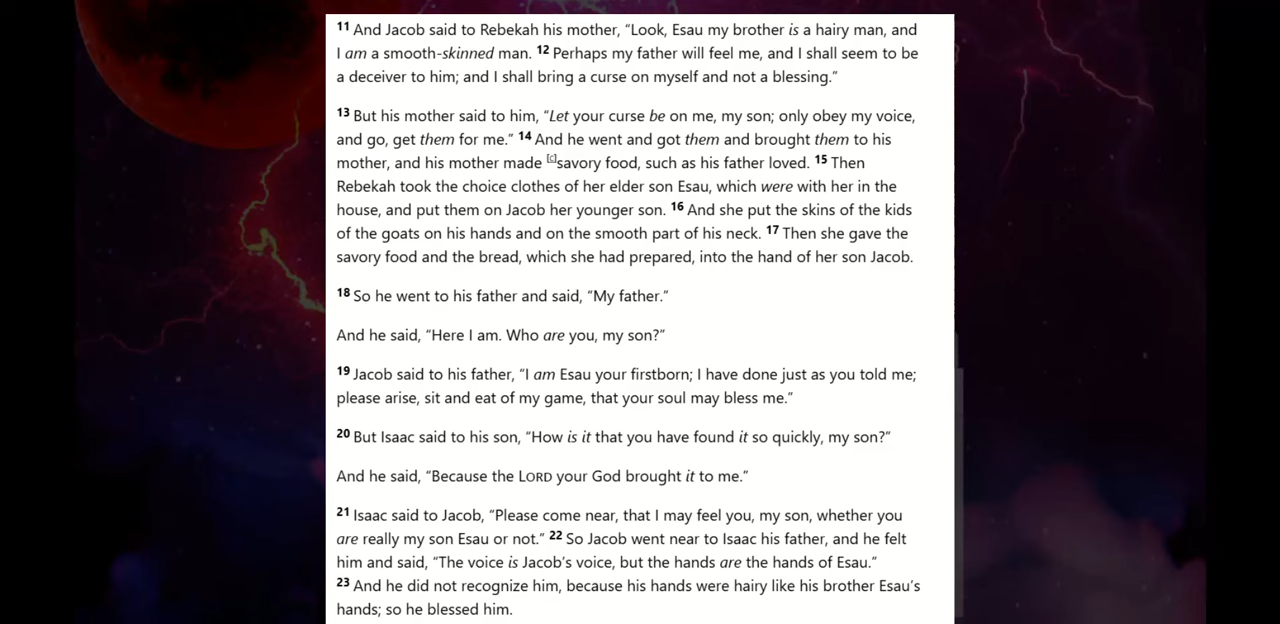 11 And Jacob said to Rebekah his mother, “Look, Esau my brother is a hairy man, and
I am a smooth-skinned man. 12 Perhaps my father will feel me, and I shall seem to be
a deceiver to him; and I shall bring a curse on myself and not a blessing.”
13 But his mother said to him, “Let your curse be on me, my son; only obey my voice,
and go, get them for me.” 14 And he went and got them and brought them to his
mother, and his mother made [c]savory food, such as his father loved. 15 Then
Rebekah took the choice clothes of her elder son Esau, which were with her in the
house, and put them on Jacob her younger son. 16 And she put the skins of the kids
of the goats on his hands and on the smooth part of his neck. 17 Then she gave the
savory food and the bread, which she had prepared, into the hand of her son Jacob.
18 So he went to his father and said, “My father.”
And he said, “Here I am. Who are you, my son?”
19 Jacob said to his father, “I am Esau your firstborn; I have done just as you told me;
please arise, sit and eat of my game, that your soul may bless me.”
20 But Isaac said to his son, “How is it that you have found it so quickly, my son?”
And he said, “Because the LORD your God brought it to me.”
21 Isaac said to Jacob, “Please come near, that I may feel you, my son, whether you
are really my son Esau or not.” 22 So Jacob went near to Isaac his father, and he felt
him and said, “The voice is Jacob’s voice, but the hands are the hands of Esau.”
23 And he did not recognize him, because his hands were hairy like his brother Esau’s
hands; so he blessed him.